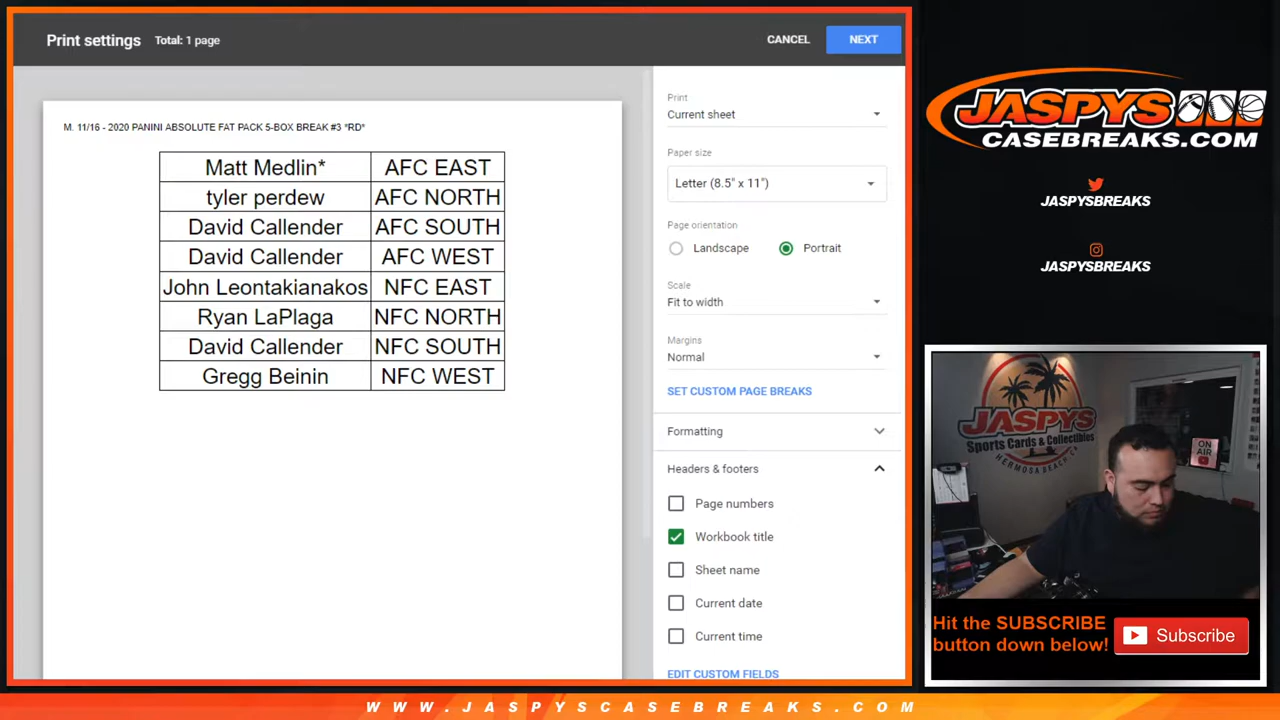 Print settings Total: 1 page
CANCEL NEXT
M. 11/16 - 2020 PANINI ABSOLUTE FAT PACK 5-BOX BREAK #3 *RD*
Matt Medlin* AFC EAST
tyler perdew AFC NORTH
David Callender AFC SOUTH
David Callender AFC WEST
John Leontakianakos NFC EAST
Ryan LaPlaga NFC NORTH
David Callender NFC SOUTH
Gregg Beinin NFC WEST
Print
Current sheet
Paper size
Letter (8.5" x 11")
Page orientation
Landscape Portrait
Scale
Fit to width
Margins
Normal
SET CUSTOM PAGE BREAKS
Formatting
Headers & footers
Page numbers
Workbook title
Sheet name
Current date
Current time
EDIT CUSTOM FIELDS
JASPYS
CASEBREAKS.COM
JASPYSBREAKS
JASPYSBREAKS
JASPYS
Sports Cards & Collectibles
HERMOSA BEACH, CA
ON
AIR
Hit the SUBSCRIBE
button down below!
Subscribe
WWW.JASPYSCASEBREAKS.COM